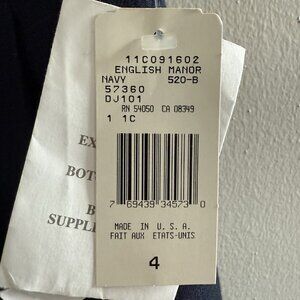 11C091602
ENGLISH MANOR
NAVY 520-B
57360
DJ101
RN 54050 CA 08349
1 1C
7 69439 34573 0
MADE IN U.S.A.
FAIT AUX ETATS-UNIS
4
EX
BOT
B
SUPPLE